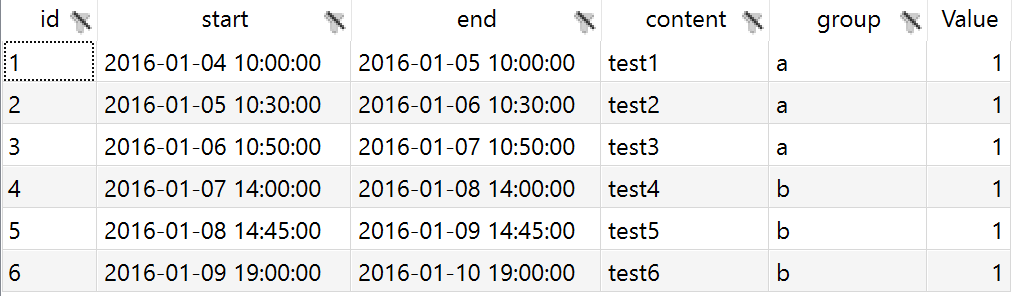 id start end content group Value
1 2016-01-04 10:00:00 2016-01-05 10:00:00 test1 a 1
2 2016-01-05 10:30:00 2016-01-06 10:30:00 test2 a 1
3 2016-01-06 10:50:00 2016-01-07 10:50:00 test3 a 1
4 2016-01-07 14:00:00 2016-01-08 14:00:00 test4 b 1
5 2016-01-08 14:45:00 2016-01-09 14:45:00 test5 b 1
6 2016-01-09 19:00:00 2016-01-10 19:00:00 test6 b 1